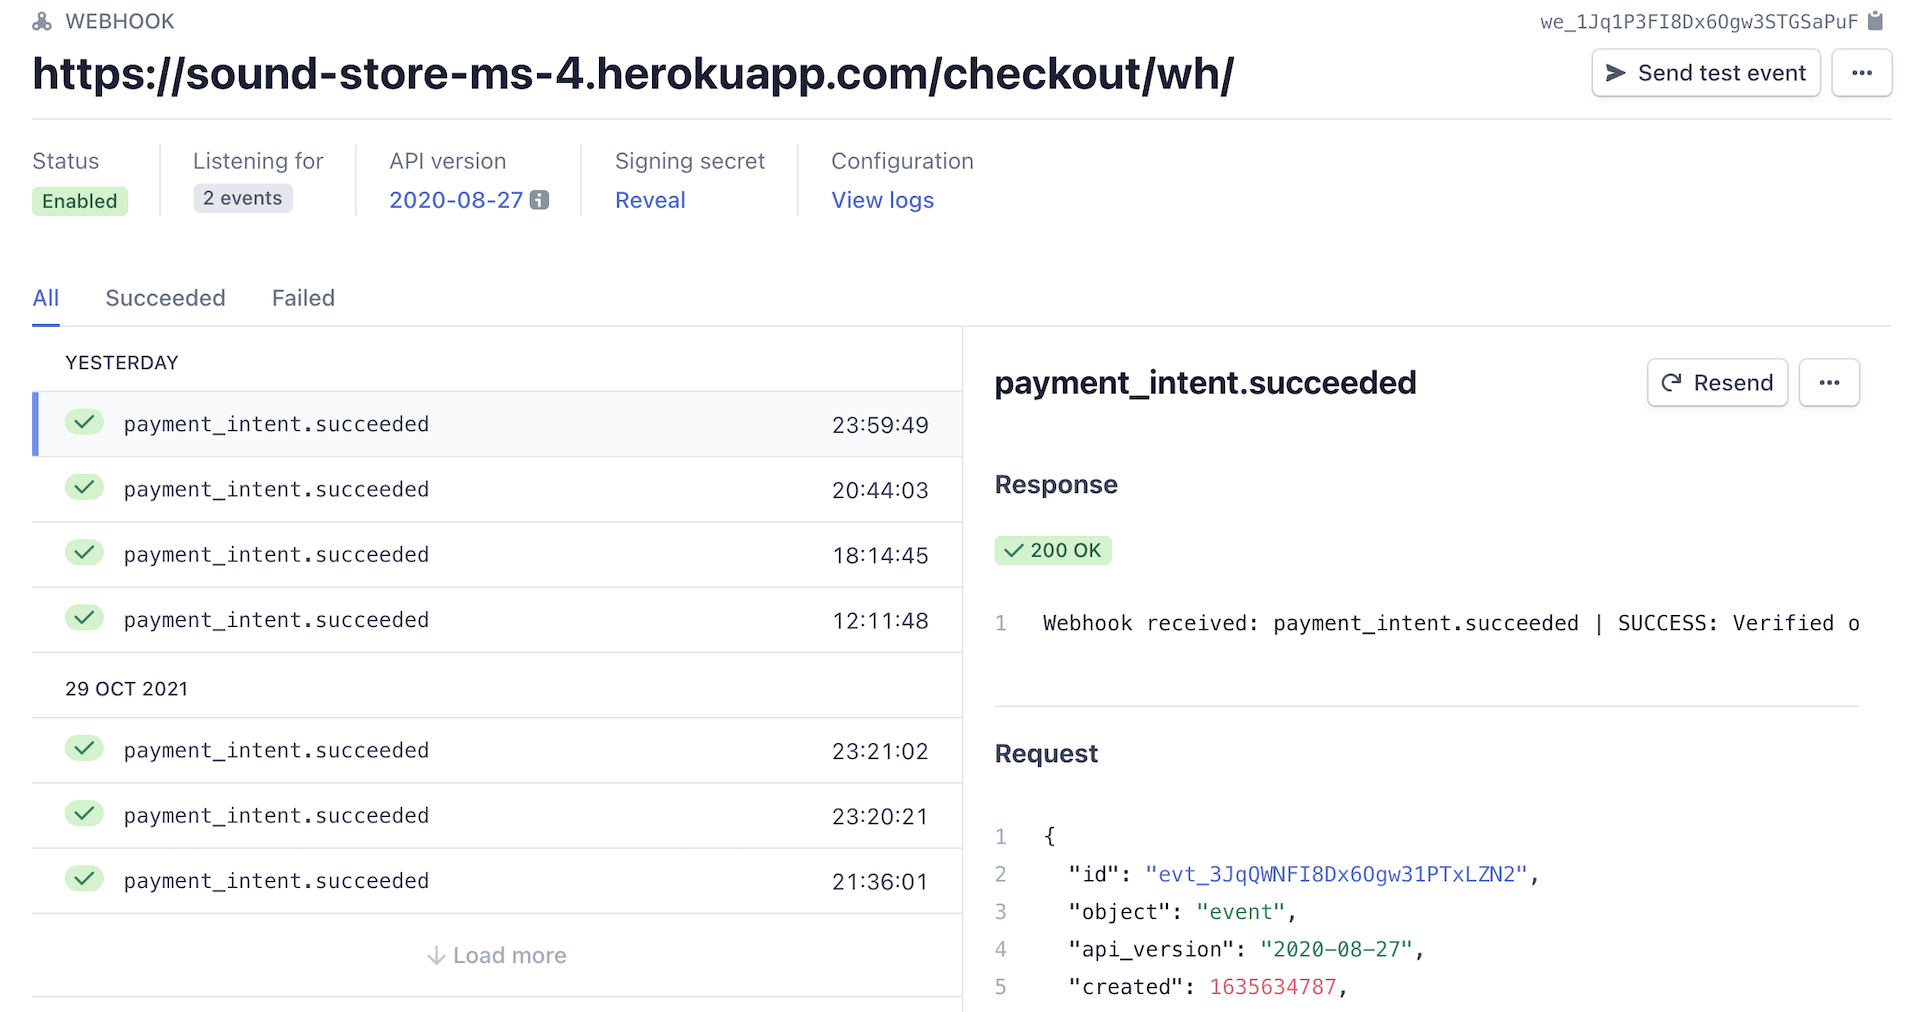 WEBHOOK
we_1Jq1P3FI8Dx6Ogw3STGSaPuF
https://sound-store-ms-4.herokuapp.com/checkout/wh/
Send test event
Status
Listening for
API version
Signing secret
Configuration
Enabled
2 events
2020-08-27
Reveal
View logs
All
Succeeded
Failed
YESTERDAY
payment_intent.succeeded 23:59:49
payment_intent.succeeded 20:44:03
payment_intent.succeeded 18:14:45
payment_intent.succeeded 12:11:48
29 OCT 2021
payment_intent.succeeded 23:21:02
payment_intent.succeeded 23:20:21
payment_intent.succeeded 21:36:01
Load more
payment_intent.succeeded
Resend
Response
200 OK
1 Webhook received: payment_intent.succeeded | SUCCESS: Verified o
Request
1 {
2 "id": "evt_3JqQWNFI8Dx6Ogw31PTxLZN2",
3 "object": "event",
4 "api_version": "2020-08-27",
5 "created": 1635634787,